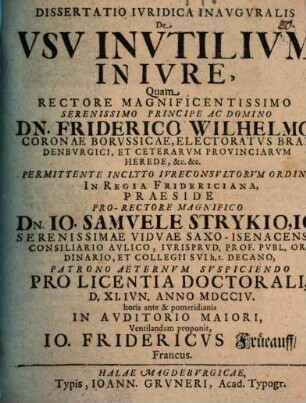 DISSERTATIO IVRIDICA INAVGVRALIS
De
VSV INVTILIVM
IN IVRE,
Quam
RECTORE MAGNIFICENTISSIMO
SERENISSIMO PRINCIPE AC DOMINO
DN. FRIDERICO WILHELMO
CORONAE BORVSSICAE, ELECTORATVS BRAN
DENBVRGICI, ET CETERARVM PROVINCIARVM
HEREDE, &c. &c.
PERMITTENTE INCLYTO IVRECONSVLTORVM ORDIN
IN REGIA FRIDERICIANA,
PRAESIDE
PRO-RECTORE MAGNIFICO
DN. IO. SAMVELE STRYKIO, IC
SERENISSIMAE VIDVAE SAXO-ISENACENS
CONSILIARIO AVLICO, IVRISPRVD. PROF. PVBL. OR
DINARIO, ET COLLEGII SVI h.t. DECANO,
PATRONO AETERNVM SVSPICIENDO
PRO LICENTIA DOCTORALI,
D. XI. IVN. ANNO MDCCIV.
horis ante & pomeridianis
IN AVDITORIO MAIORI,
Ventilandam proponit,
IO. FRIDERICVS Früeauff/
Francus.
HALAE MAGDEBVRGICAE,
Typis, IOANN. GRVNERI, Acad. Typogr.